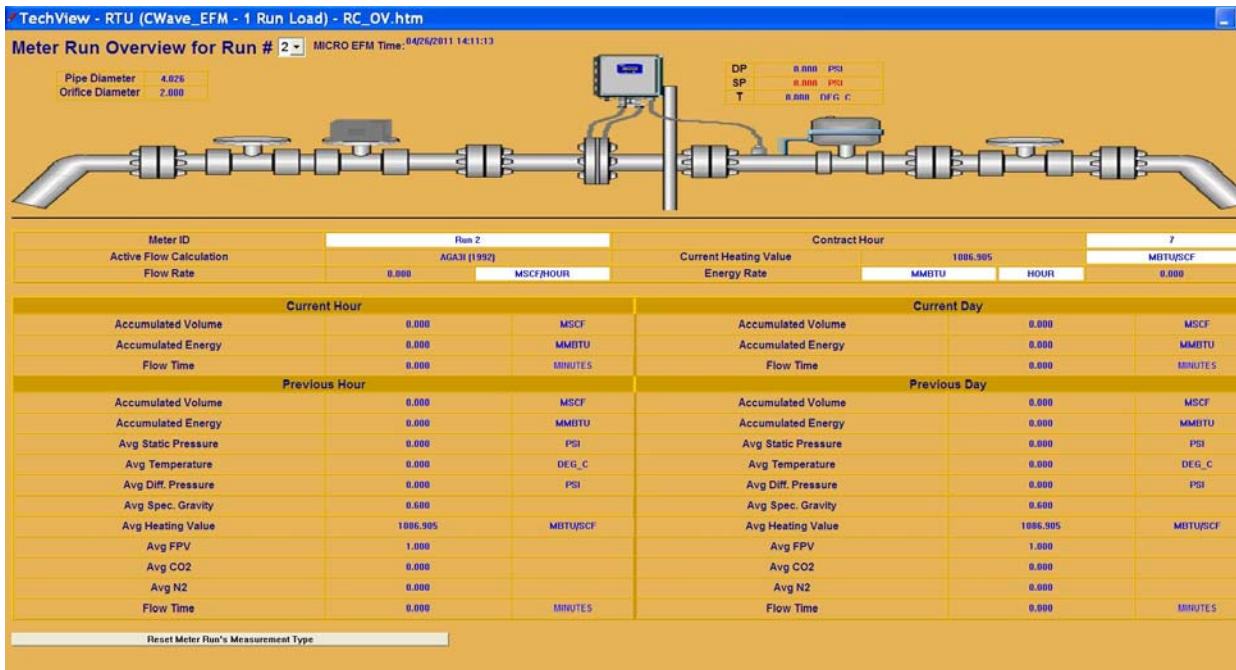 TechView - RTU (CWave_EFM - 1 Run Load) - RC_OV.htm
Meter Run Overview for Run # 2 MICRO EFM Time: 04/26/2011 14:11:13
Pipe Diameter 4.026
Orifice Diameter 2.000
DP 0.000 PSI
SP 0.000 PSI
T 0.000 DEG_C
Meter ID Run 2 Contract Hour 7
Active Flow Calculation AGA3I (1992) Current Heating Value 1086.905 MBTU/SCF
Flow Rate 0.000 MSCF/HOUR Energy Rate MMBTU HOUR 0.000
Current Hour Current Day
Accumulated Volume 0.000 MSCF Accumulated Volume 0.000 MSCF
Accumulated Energy 0.000 MMBTU Accumulated Energy 0.000 MMBTU
Flow Time 0.000 MINUTES Flow Time 0.000 MINUTES
Previous Hour Previous Day
Accumulated Volume 0.000 MSCF Accumulated Volume 0.000 MSCF
Accumulated Energy 0.000 MMBTU Accumulated Energy 0.000 MMBTU
Avg Static Pressure 0.000 PSI Avg Static Pressure 0.000 PSI
Avg Temperature 0.000 DEG_C Avg Temperature 0.000 DEG_C
Avg Diff. Pressure 0.000 PSI Avg Diff. Pressure 0.000 PSI
Avg Spec. Gravity 0.600 Avg Spec. Gravity 0.600
Avg Heating Value 1086.905 MBTU/SCF Avg Heating Value 1086.905 MBTU/SCF
Avg FPV 1.000 Avg FPV 1.000
Avg CO2 0.000 Avg CO2 0.000
Avg N2 0.000 Avg N2 0.000
Flow Time 0.000 MINUTES Flow Time 0.000 MINUTES
Reset Meter Run's Measurement Type